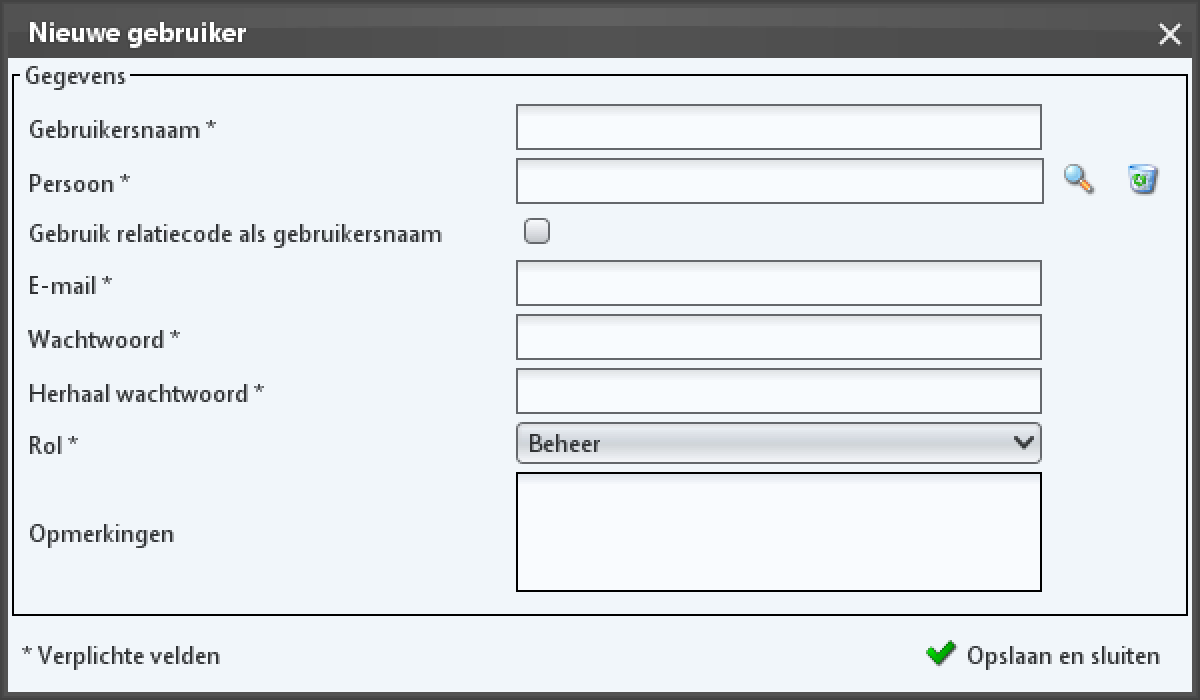 Nieuwe gebruiker
Gegevens
Gebruikersnaam *
Persoon *
Gebruik relatiecode als gebruikersnaam
E-mail *
Wachtwoord *
Herhaal wachtwoord *
Rol * Beheer
Opmerkingen
* Verplichte velden Opslaan en sluiten